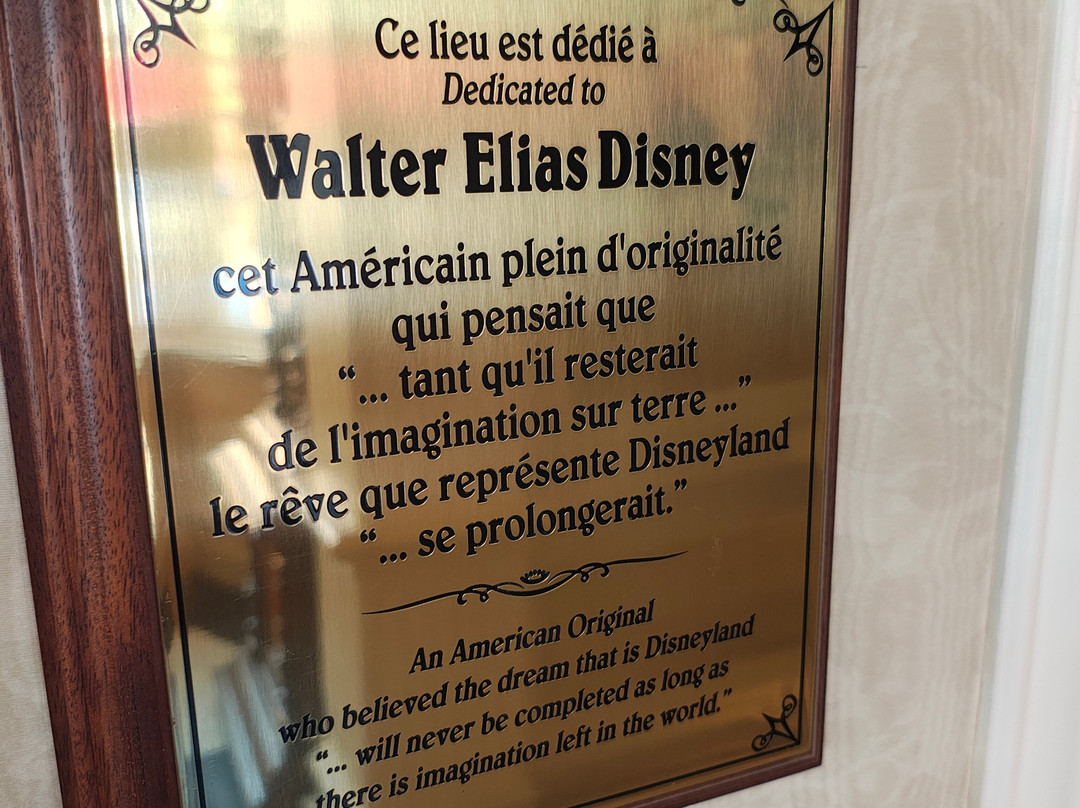 Ce lieu est dédié à
Dedicated to
Walter Elias Disney
cet Américain plein d'originalité
qui pensait que
“... tant qu'il resterait
de l'imagination sur terre ...”
le rêve que représente Disneyland
“... se prolongerait.”
An American Original
who believed the dream that is Disneyland
“... will never be completed as long as
there is imagination left in the world.”